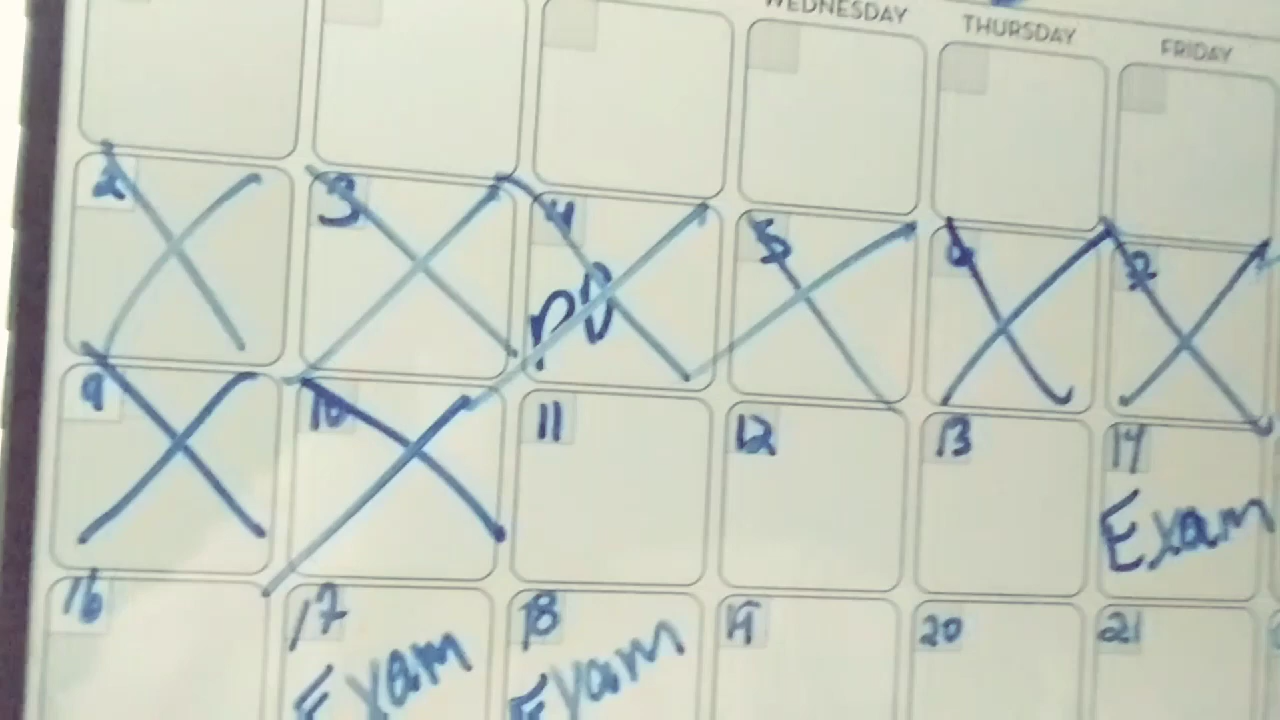 WEDNESDAY THURSDAY FRIDAY
2 3 4 5 6 7
PD
9 10 11 12 13 14
Exam
16 17 18 19 20 21
Exam Exam